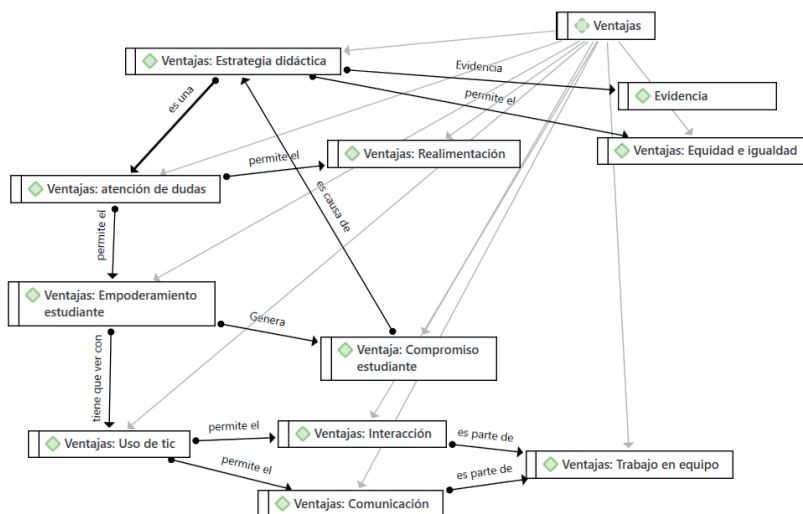 Ventajas
Ventajas: Estrategia didáctica
Evidencia
es una
permite el
Evidencia
Ventajas: Equidad e igualdad
permite el
Ventajas: Realimentación
Ventajas: atención de dudas
es causa de
permite el
Ventajas: Empoderamiento
estudiante
Genera
Ventaja: Compromiso
estudiante
tiene que ver con
permite el
Ventajas: Interacción
es parte de
Ventajas: Uso de tic
permite el
es parte de
Ventajas: Trabajo en equipo
Ventajas: Comunicación